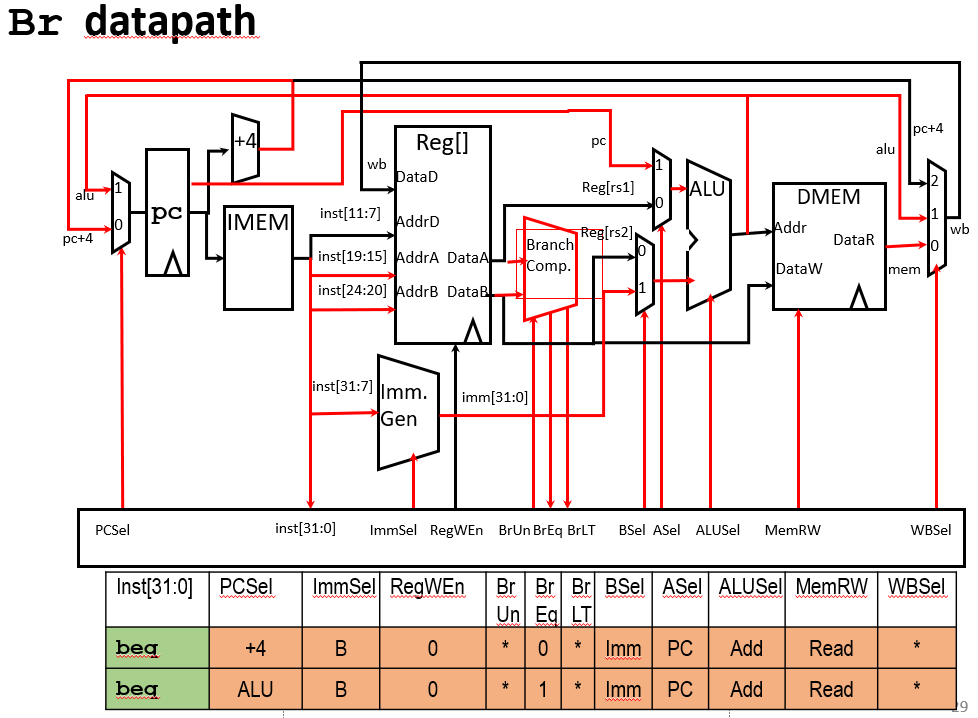 Br datapath
+4
Reg[]
pc+4
wb
pc
alu
DataD
1
ALU
DMEM
2
alu
1
pc
IMEM
inst[11:7]
Reg[rs1]
0
1
wb
0
AddrD
Reg[rs2]
Addr
pc+4
inst[19:15]
AddrA
DataA
Branch
Comp.
0
DataR
0
mem
inst[24:20]
AddrB
DataB
1
DataW
inst[31:7]
Imm.
Gen
imm[31:0]
PCSel inst[31:0] ImmSel RegWEn BrUn BrEq BrLT BSel ASel ALUSel MemRW WBSel
Inst[31:0] PCSel ImmSel RegWEn Br Un Br Eq Br LT BSel ASel ALUSel MemRW WBSel
beq +4 B 0 * 0 * Imm PC Add Read *
beq ALU B 0 * 1 * Imm PC Add Read *
29